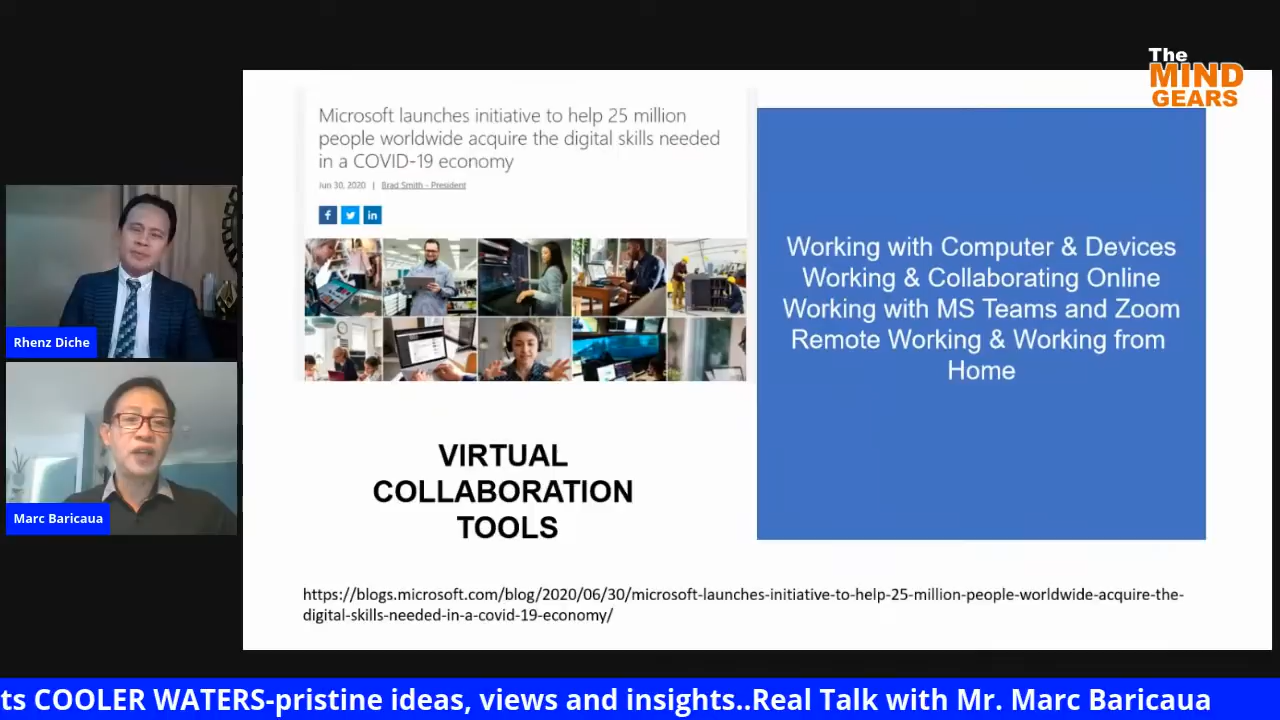 The
MIND
GEARS
Microsoft launches initiative to help 25 million
people worldwide acquire the digital skills needed
in a COVID-19 economy
Jun 30, 2020 | Brad Smith - President
f
in
Working with Computer & Devices
Working & Collaborating Online
Working with MS Teams and Zoom
Remote Working & Working from
Home
VIRTUAL
COLLABORATION
TOOLS
https://blogs.microsoft.com/blog/2020/06/30/microsoft-launches-initiative-to-help-25-million-people-worldwide-acquire-the-
digital-skills-needed-in-a-covid-19-economy/
Rhenz Diche
Marc Baricaua
ts COOLER WATERS-pristine ideas, views and insights..Real Talk with Mr. Marc Baricaua